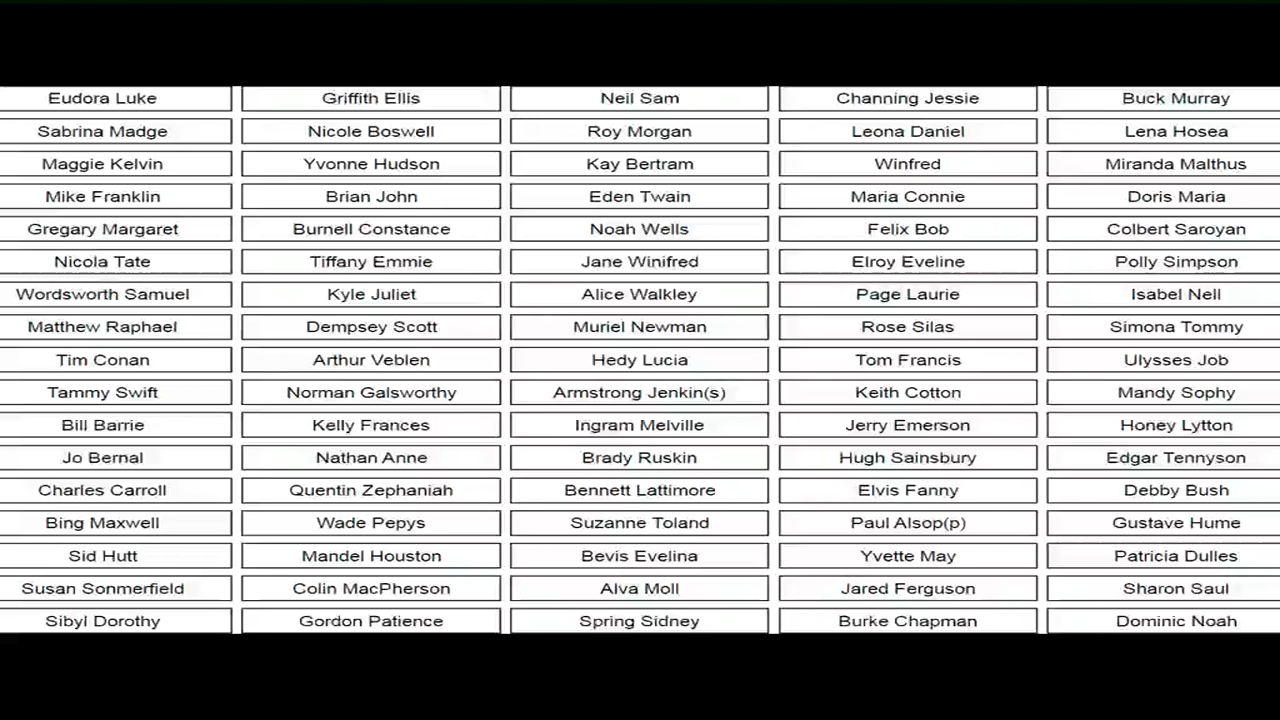 Eudora Luke Griffith Ellis Neil Sam Channing Jessie Buck Murray
Sabrina Madge Nicole Boswell Roy Morgan Leona Daniel Lena Hosea
Maggie Kelvin Yvonne Hudson Kay Bertram Winfred Miranda Malthus
Mike Franklin Brian John Eden Twain Maria Connie Doris Maria
Gregary Margaret Burnell Constance Noah Wells Felix Bob Colbert Saroyan
Nicola Tate Tiffany Emmie Jane Winifred Elroy Eveline Polly Simpson
Wordsworth Samuel Kyle Juliet Alice Walkley Page Laurie Isabel Nell
Matthew Raphael Dempsey Scott Muriel Newman Rose Silas Simona Tommy
Tim Conan Arthur Veblen Hedy Lucia Tom Francis Ulysses Job
Tammy Swift Norman Galsworthy Armstrong Jenkin(s) Keith Cotton Mandy Sophy
Bill Barrie Kelly Frances Ingram Melville Jerry Emerson Honey Lytton
Jo Bernal Nathan Anne Brady Ruskin Hugh Sainsbury Edgar Tennyson
Charles Carroll Quentin Zephaniah Bennett Lattimore Elvis Fanny Debby Bush
Bing Maxwell Wade Pepys Suzanne Toland Paul Alsop(p) Gustave Hume
Sid Hutt Mandel Houston Bevis Evelina Yvette May Patricia Dulles
Susan Sonmerfield Colin MacPherson Alva Moll Jared Ferguson Sharon Saul
Sibyl Dorothy Gordon Patience Spring Sidney Burke Chapman Dominic Noah